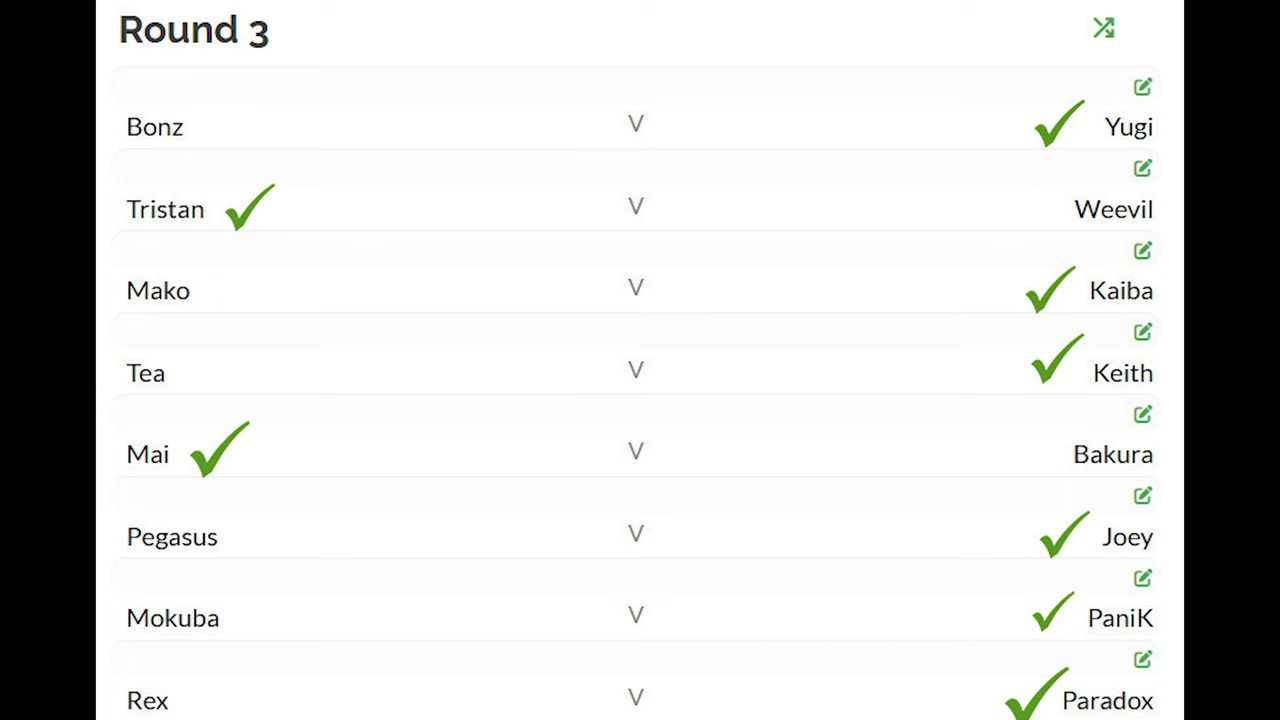 Round 3
Bonz V Yugi
Tristan V Weevil
Mako V Kaiba
Tea V Keith
Mai V Bakura
Pegasus V Joey
Mokuba V PaniK
Rex V Paradox